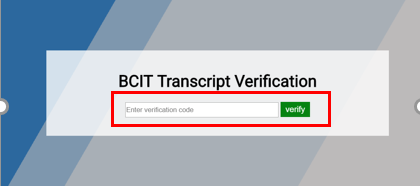 BCIT Transcript Verification
Enter verification code verify